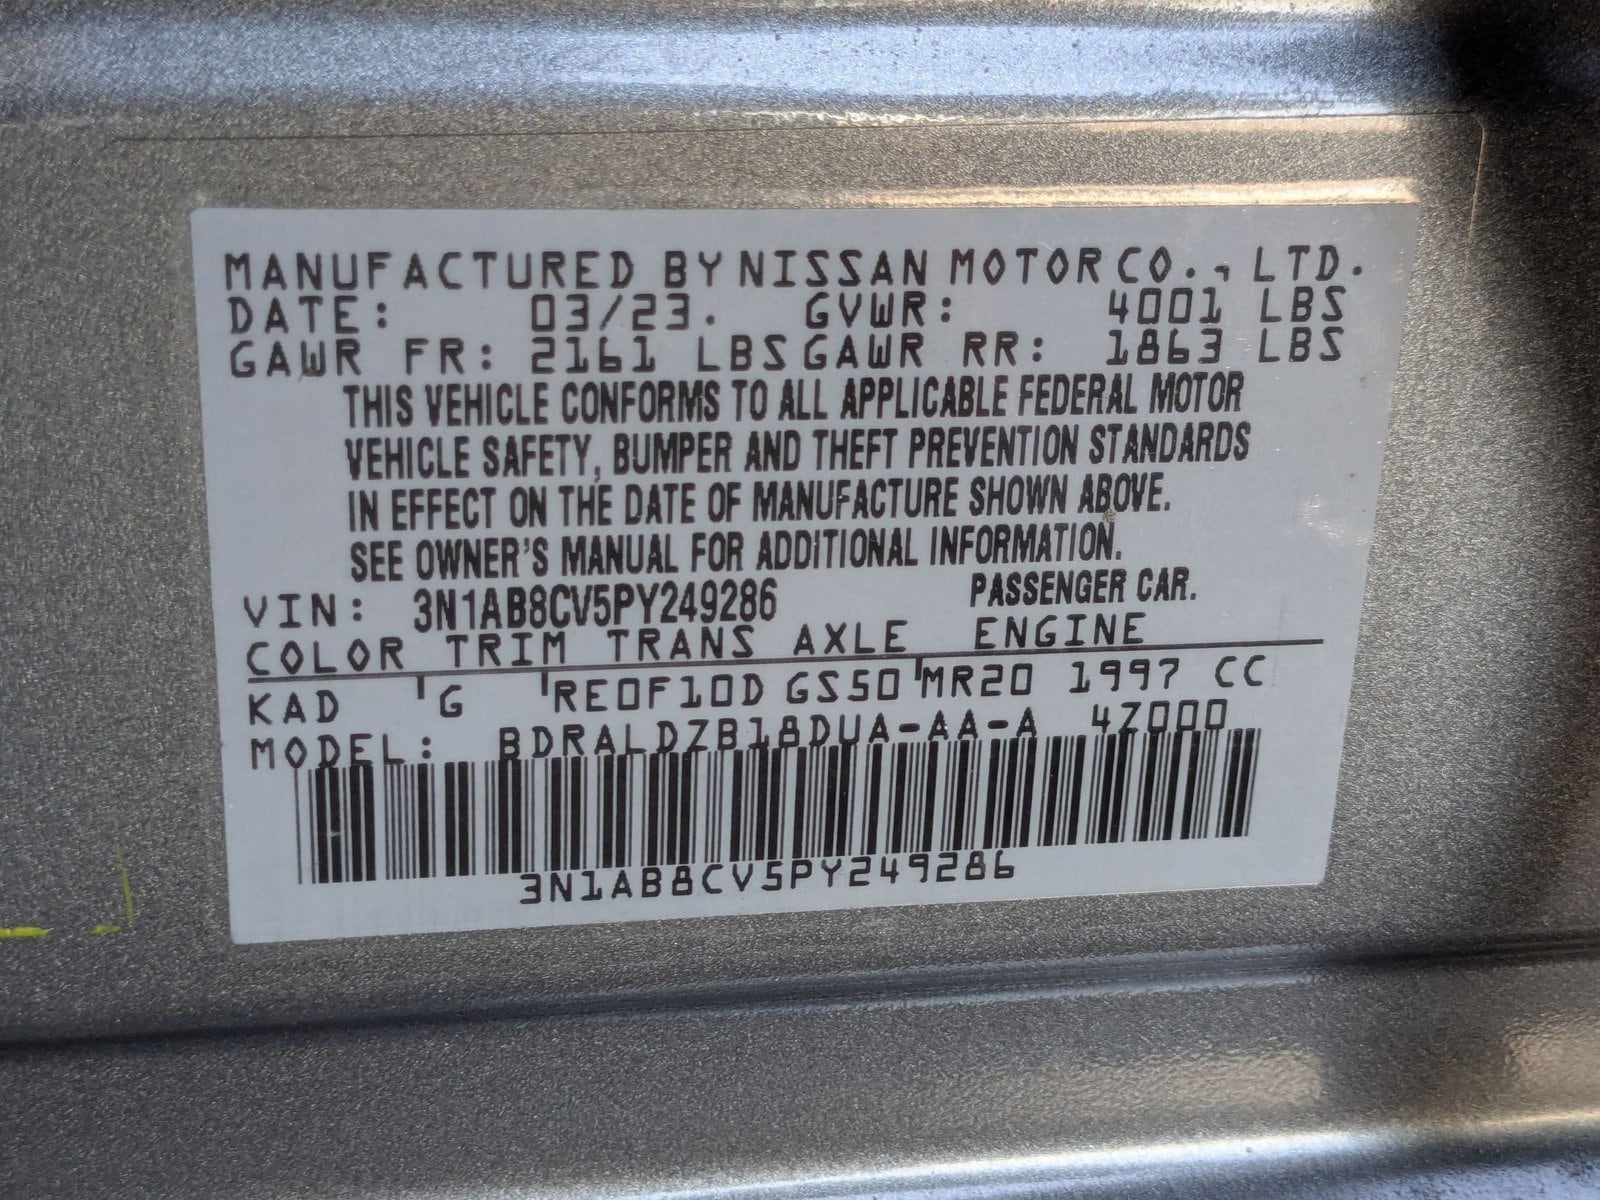 MANUFACTURED BY NISSAN MOTOR CO., LTD.
DATE: 03/23. GVWR: 4001 LBS
GAWR FR: 2161 LBS GAWR RR: 1863 LBS
THIS VEHICLE CONFORMS TO ALL APPLICABLE FEDERAL MOTOR
VEHICLE SAFETY, BUMPER AND THEFT PREVENTION STANDARDS
IN EFFECT ON THE DATE OF MANUFACTURE SHOWN ABOVE.
SEE OWNER'S MANUAL FOR ADDITIONAL INFORMATION.
VIN: 3N1AB8CV5PY249286 PASSENGER CAR.
COLOR TRIM TRANS AXLE ENGINE
KAD G RE0F10D GS50 MR20 1997 CC
MODEL: BDRALDZB18DUA-AA-A 4Z000
3N1AB8CV5PY249286